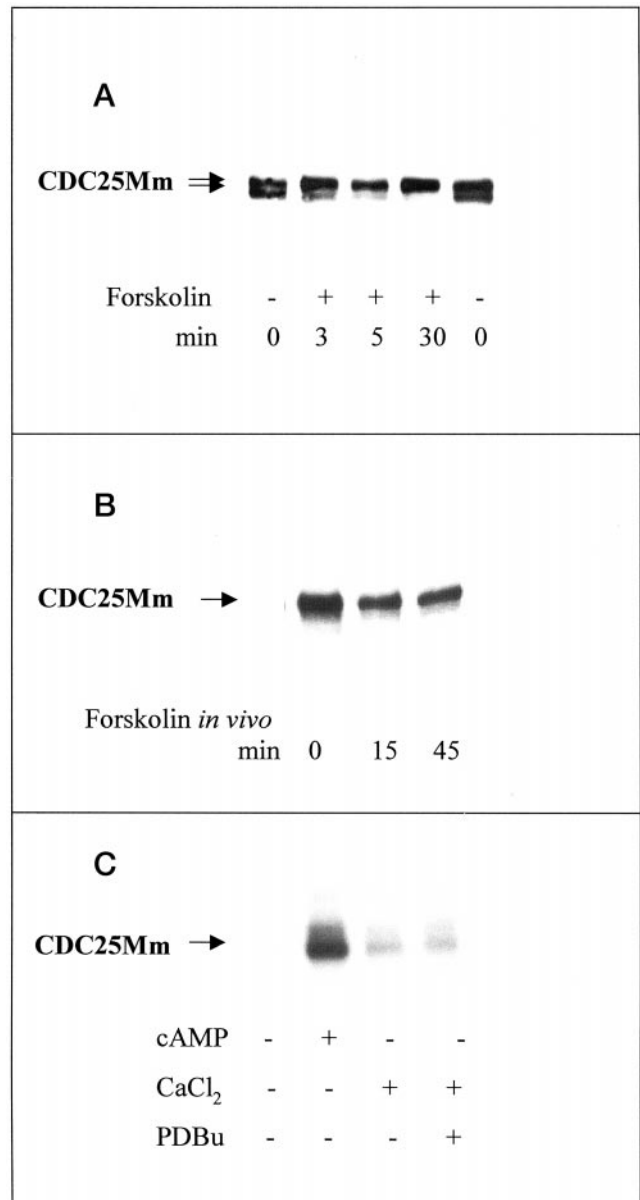 A
CDC25Mm
Forskolin - + + + -
min 0 3 5 30 0
B
CDC25Mm
Forskolin in vivo
min 0 15 45
C
CDC25Mm
cAMP - + - -
CaCl₂ - - + +
PDBu - - - +